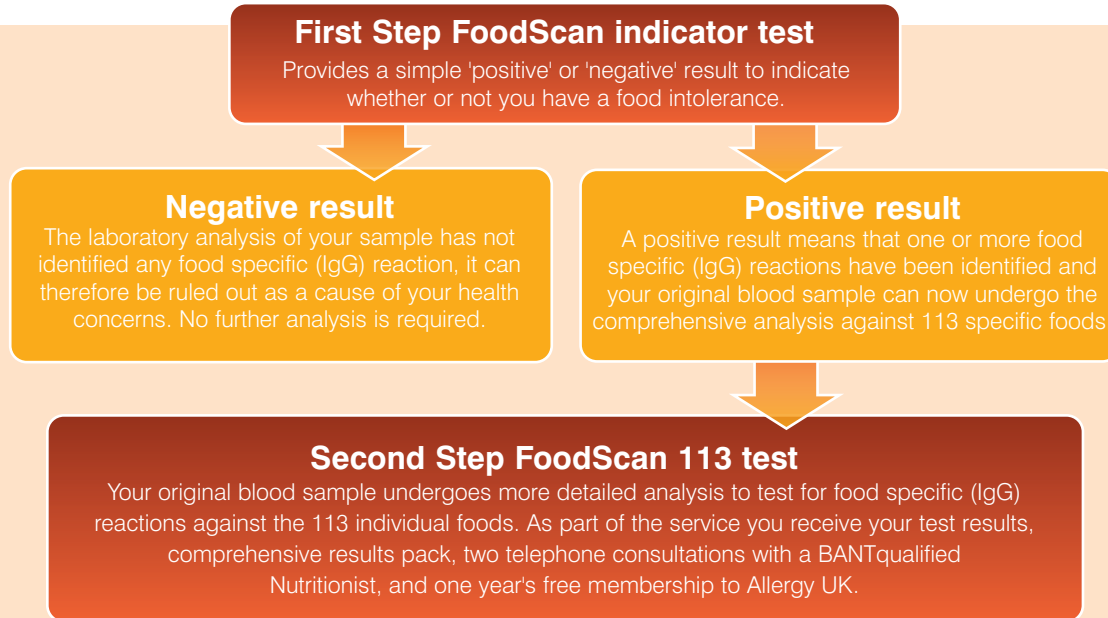 First Step FoodScan indicator test
Provides a simple 'positive' or 'negative' result to indicate
whether or not you have a food intolerance.
Negative result
The laboratory analysis of your sample has not
identified any food specific (IgG) reaction, it can
therefore be ruled out as a cause of your health
concerns. No further analysis is required.
Positive result
A positive result means that one or more food
specific (IgG) reactions have been identified and
your original blood sample can now undergo the
comprehensive analysis against 113 specific foods
Second Step FoodScan 113 test
Your original blood sample undergoes more detailed analysis to test for food specific (IgG)
reactions against the 113 individual foods. As part of the service you receive your test results,
comprehensive results pack, two telephone consultations with a BANTqualified
Nutritionist, and one year's free membership to Allergy UK.